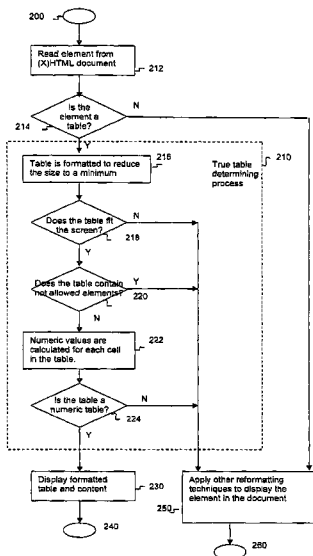 200
Read element from
(X)HTML document
212
Is the
element a
table?
N
214
Y
Table is formatted to reduce
the size to a minimum
216
True table
determining
process
210
Does the table fit
the screen?
N
218
Y
Does the table contain
not allowed elements?
Y
220
N
Numeric values are
calculated for each cell
in the table.
222
Is the table a
numeric table?
N
224
Y
Display formatted
table and content
230
Apply other reformatting
techniques to display the
element in the document
250
240
260